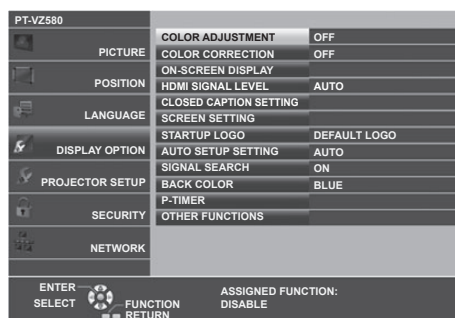 PT-VZ580
PICTURE
POSITION
LANGUAGE
DISPLAY OPTION
PROJECTOR SETUP
SECURITY
NETWORK
COLOR ADJUSTMENT OFF
COLOR CORRECTION OFF
ON-SCREEN DISPLAY
HDMI SIGNAL LEVEL AUTO
CLOSED CAPTION SETTING
SCREEN SETTING
STARTUP LOGO DEFAULT LOGO
AUTO SETUP SETTING AUTO
SIGNAL SEARCH ON
BACK COLOR BLUE
P-TIMER
OTHER FUNCTIONS
ENTER
SELECT
FUNCTION
RETURN
ASSIGNED FUNCTION:
DISABLE